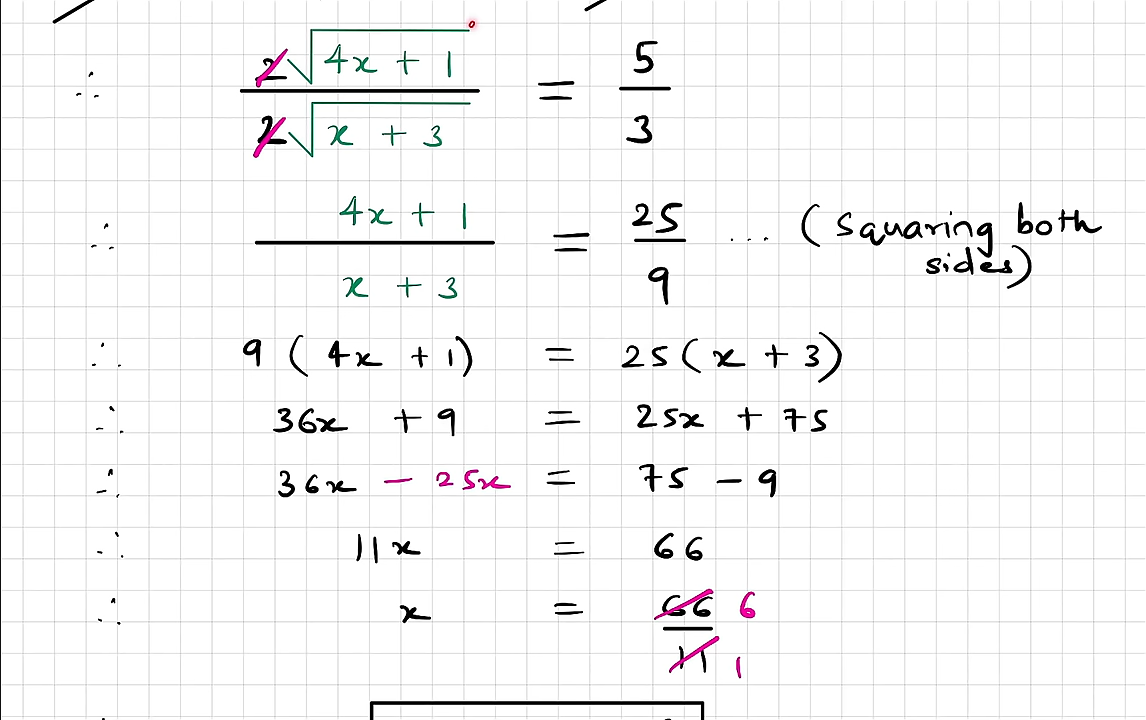 ∴ 2√(4x + 1) / 2√(x + 3) = 5/3
∴ (4x + 1) / (x + 3) = 25/9 ... (squaring both sides)
∴ 9 ( 4x + 1) = 25 ( x + 3)
∴ 36x + 9 = 25x + 75
∴ 36x - 25x = 75 - 9
∴ 11x = 66
∴ x = 66/11 6/1